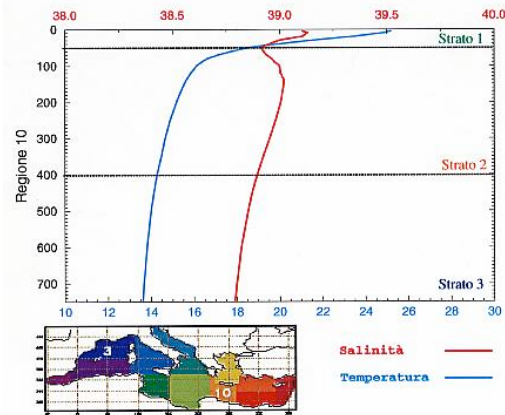 38.0 38.5 39.0 39.5 40.0
0
Strato 1
100
200
300
Regione 10
400
Strato 2
500
600
700
Strato 3
10 12 14 16 18 20 22 24 26 28 30
3
10
Salinità
Temperatura